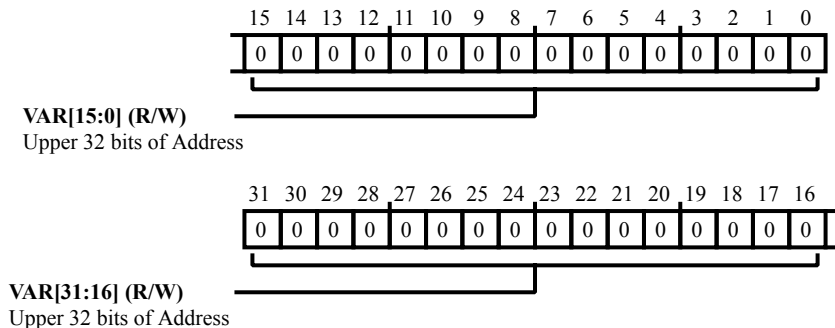 15 14 13 12 11 10 9 8 7 6 5 4 3 2 1 0
0 0 0 0 0 0 0 0 0 0 0 0 0 0 0 0
VAR[15:0] (R/W)
Upper 32 bits of Address
31 30 29 28 27 26 25 24 23 22 21 20 19 18 17 16
0 0 0 0 0 0 0 0 0 0 0 0 0 0 0 0
VAR[31:16] (R/W)
Upper 32 bits of Address